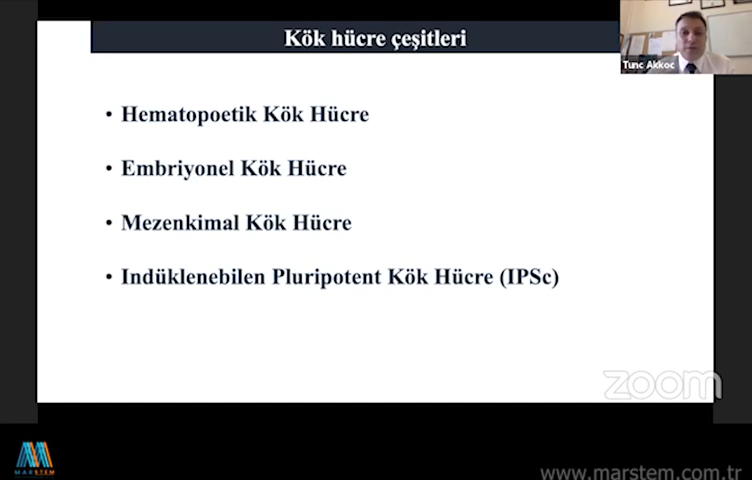 Kök hücre çeşitleri
Tunc Akkoc
• Hematopoetik Kök Hücre
• Embriyonel Kök Hücre
• Mezenkimal Kök Hücre
• Indüklenebilen Pluripotent Kök Hücre (IPSc)
zoom
MARSTEM
www.marstem.com.tr